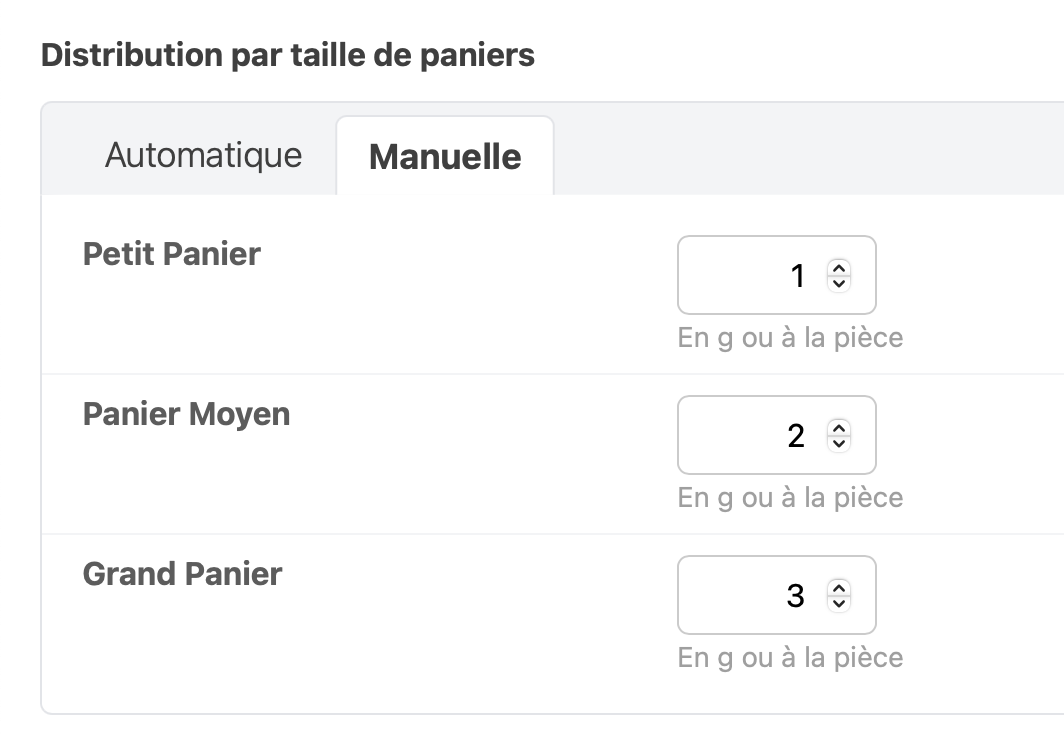 Distribution par taille de paniers
Automatique Manuelle
Petit Panier 1
En g ou à la pièce
Panier Moyen 2
En g ou à la pièce
Grand Panier 3
En g ou à la pièce